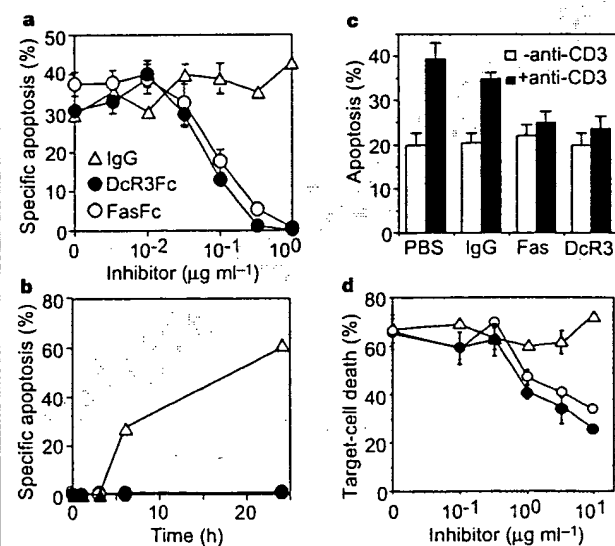 a
Specific apoptosis (%)
50
40
30
20
10
0
IgG
DcR3Fc
FasFc
0 10-2 10-1 100
Inhibitor (µg ml–1)
b
Specific apoptosis (%)
80
60
40
20
0
0 10 20
Time (h)
c
Apoptosis (%)
40
30
20
10
0
-anti-CD3
+anti-CD3
PBS IgG Fas DcR3
d
Target-cell death (%)
80
60
40
20
0
0 10-1 100 101
Inhibitor (µg ml–1)